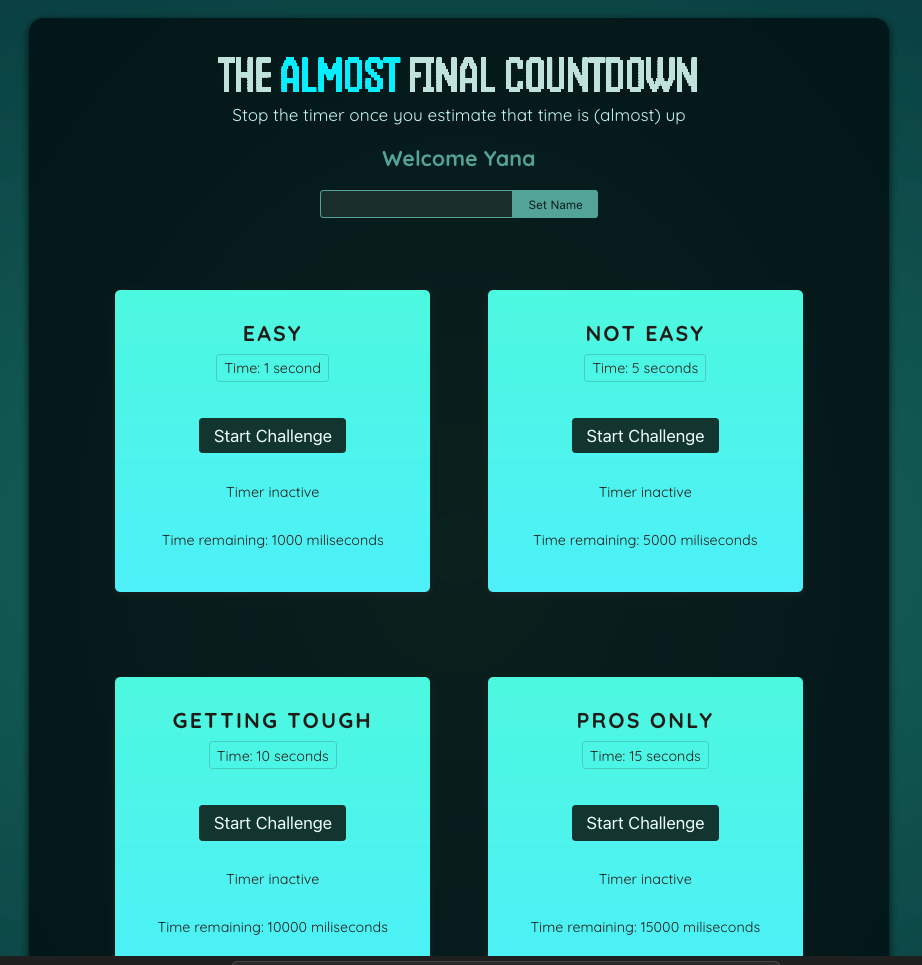 THE ALMOST FINAL COUNTDOWN
Stop the timer once you estimate that time is (almost) up
Welcome Yana
Set Name
EASY
Time: 1 second
Start Challenge
Timer inactive
Time remaining: 1000 miliseconds
NOT EASY
Time: 5 seconds
Start Challenge
Timer inactive
Time remaining: 5000 miliseconds
GETTING TOUGH
Time: 10 seconds
Start Challenge
Timer inactive
Time remaining: 10000 miliseconds
PROS ONLY
Time: 15 seconds
Start Challenge
Timer inactive
Time remaining: 15000 miliseconds